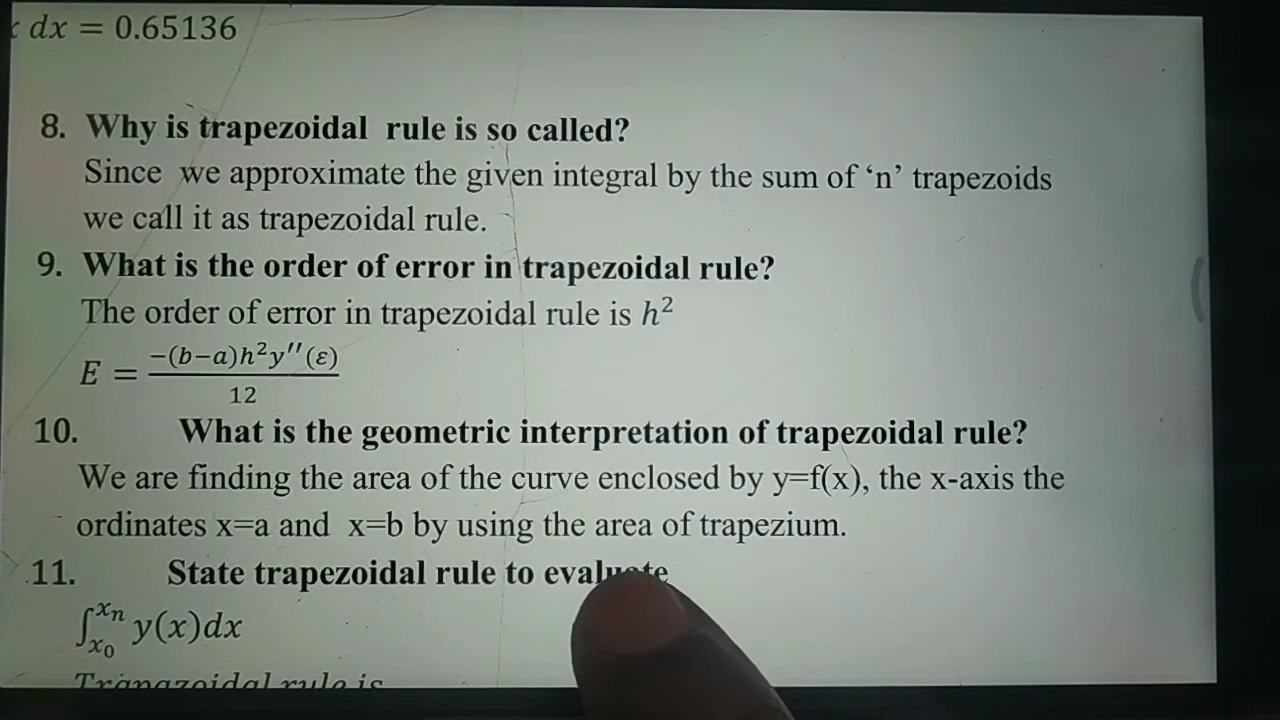 dx = 0.65136
8. Why is trapezoidal rule is so called?
Since we approximate the given integral by the sum of ‘n’ trapezoids
we call it as trapezoidal rule.
9. What is the order of error in trapezoidal rule?
The order of error in trapezoidal rule is h²
E = −(b−a)h²y′′(ε) / 12
10. What is the geometric interpretation of trapezoidal rule?
We are finding the area of the curve enclosed by y=f(x), the x-axis the
ordinates x=a and x=b by using the area of trapezium.
11. State trapezoidal rule to evaluate
∫ₓ₀ˣⁿ y(x)dx
Trapazoidal rule is